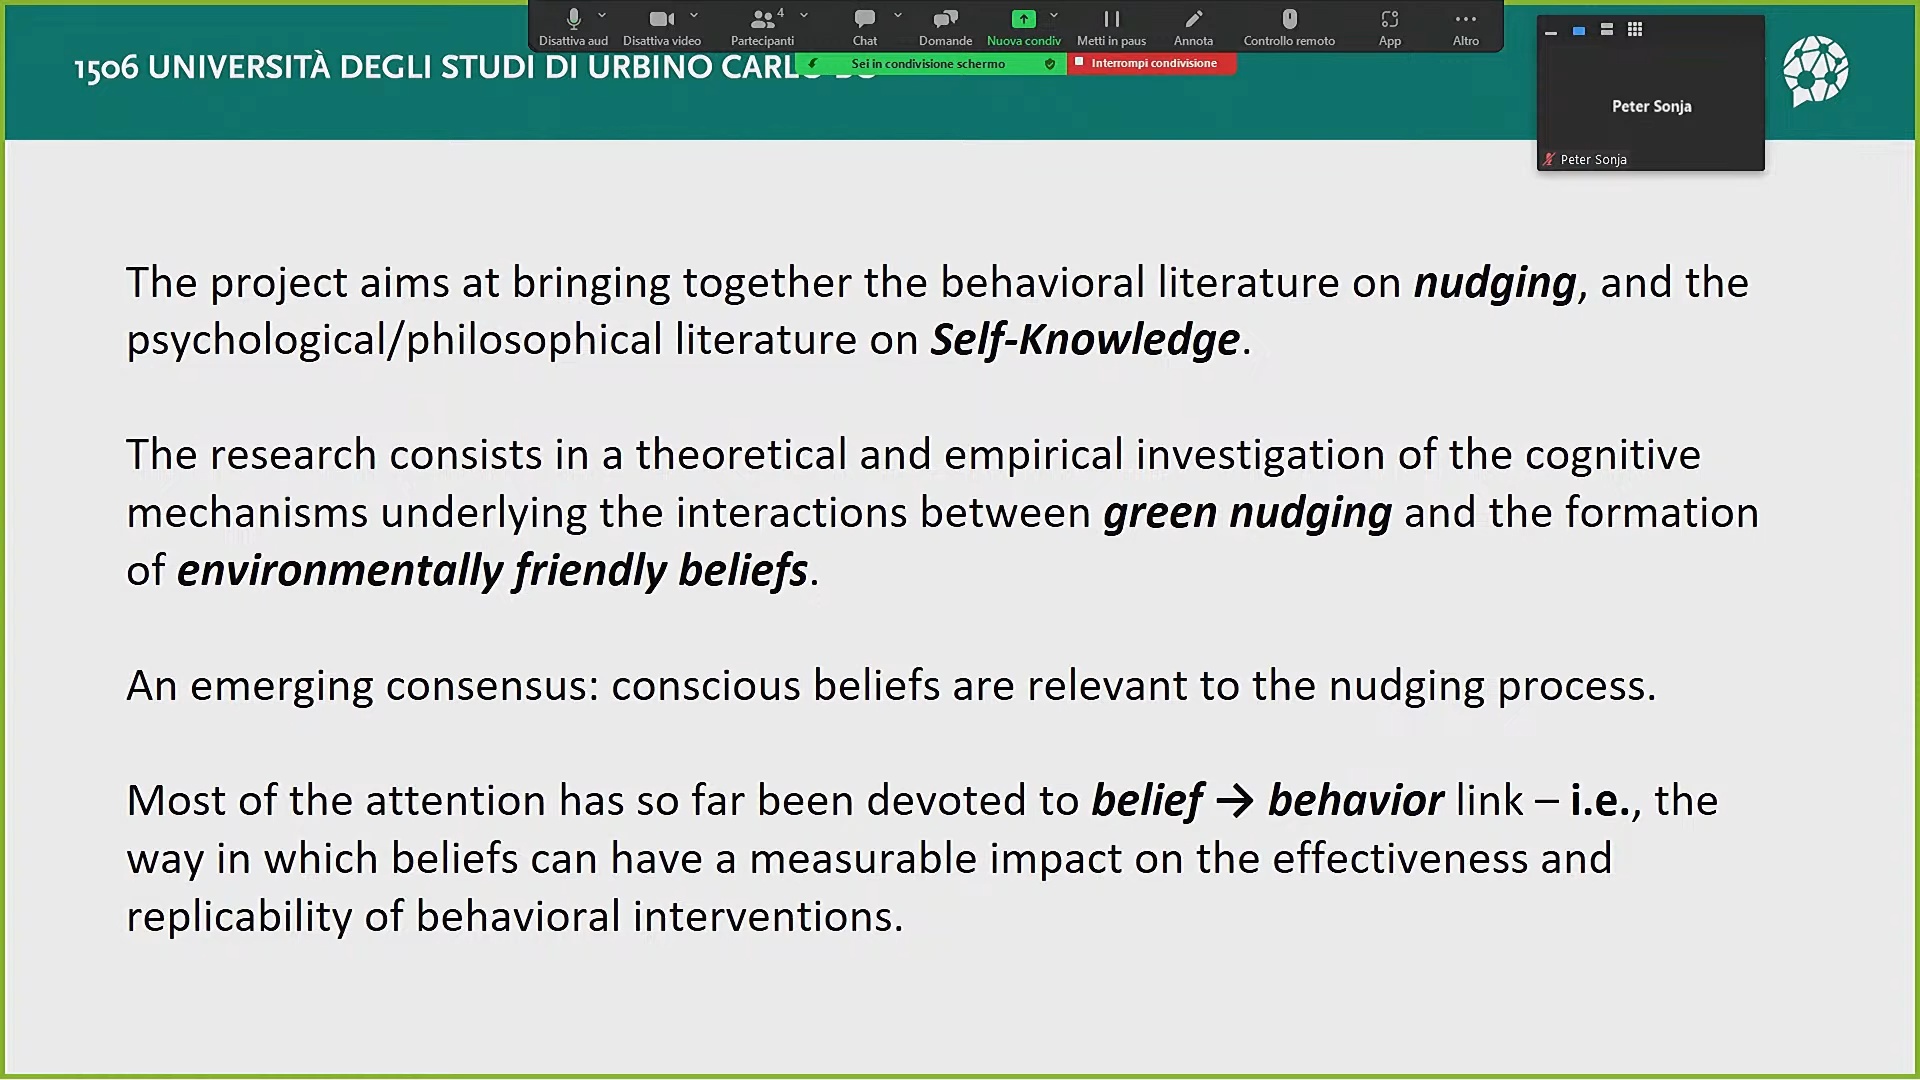 Disattiva aud
Disattiva video
Partecipanti
4
Chat
Domande
Nuova condiv
Metti in paus
Annota
Controllo remoto
App
Altro
Sei in condivisione schermo
Interrompi condivisione
1506 UNIVERSITÀ DEGLI STUDI DI URBINO
Peter Sonja
Peter Sonja
The project aims at bringing together the behavioral literature on nudging, and the
psychological/philosophical literature on Self-Knowledge.
The research consists in a theoretical and empirical investigation of the cognitive
mechanisms underlying the interactions between green nudging and the formation
of environmentally friendly beliefs.
An emerging consensus: conscious beliefs are relevant to the nudging process.
Most of the attention has so far been devoted to belief → behavior link – i.e., the
way in which beliefs can have a measurable impact on the effectiveness and
replicability of behavioral interventions.